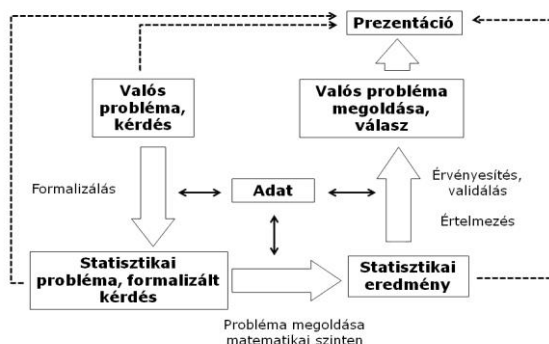 Prezentáció
Valós
probléma,
kérdés
Valós probléma
megoldása,
válasz
Formalizálás
Adat
Érvényesítés,
validálás
Értelmezés
Statisztikai
probléma, formalizált
kérdés
Statisztikai
eredmény
Probléma megoldása
matematikai szinten